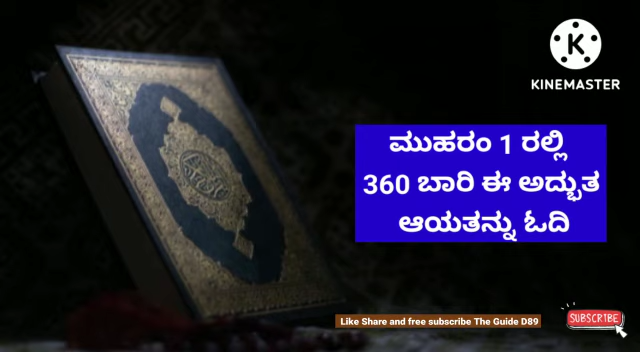 KINEMASTER
ಮುಹರಂ 1 ರಲ್ಲಿ
360 ಬಾರಿ ಈ ಅದ್ಭುತ
ಆಯತನ್ನು ಓದಿ
Like Share and free subscribe The Guide D89
SUBSCRIBE